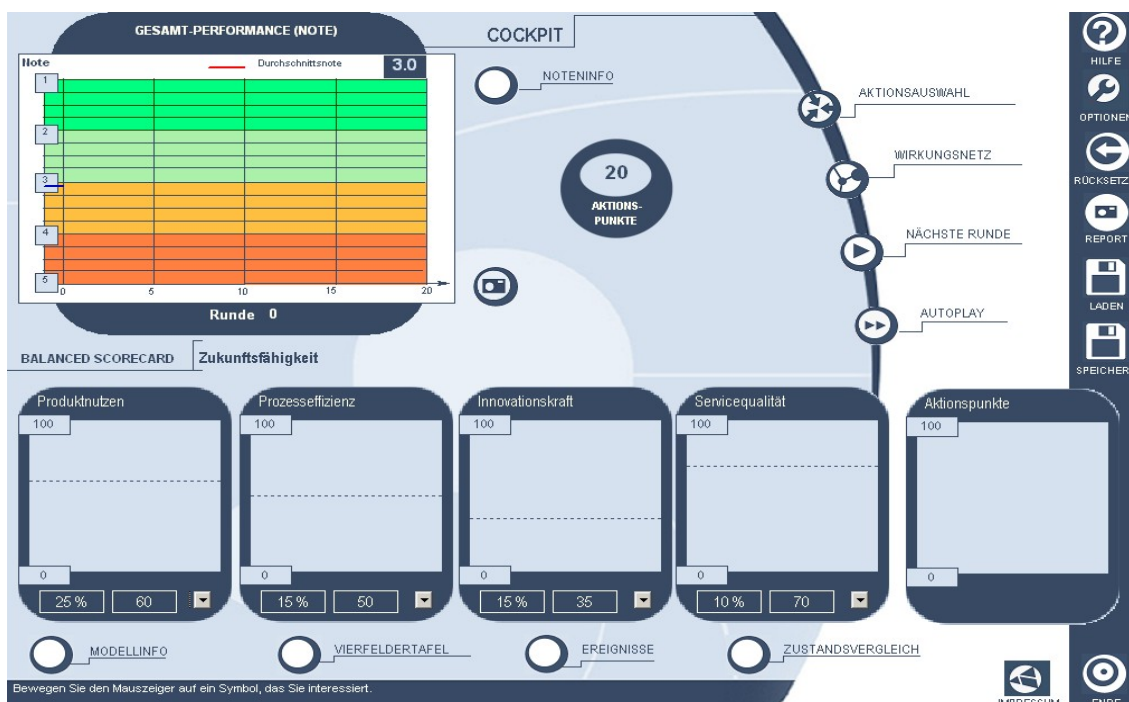 GESAMT-PERFORMANCE (NOTE)
Note
Durchschnittsnote
3.0
1
2
3
4
5
0
5
10
15
20
Runde 0
COCKPIT
NOTENINFO
20
AKTIONS-
PUNKTE
AKTIONSAUSWAHL
WIRKUNGSNETZ
NÄCHSTE RUNDE
AUTOPLAY
HILFE
OPTIONEN
RÜCKSETZ
REPORT
LADEN
SPEICHER
BALANCED SCORECARD
Zukunftsfähigkeit
Produktnutzen
100
0
25 %
60
Prozesseffizienz
100
0
15 %
50
Innovationskraft
100
0
15 %
35
Servicequalität
100
0
10 %
70
Aktionspunkte
100
0
MODELLINFO
VIERFELDERTAFEL
EREIGNISSE
ZUSTANDSVERGLEICH
Bewegen Sie den Mauszeiger auf ein Symbol, das Sie interessiert.
IMPRESSUM
ENDE